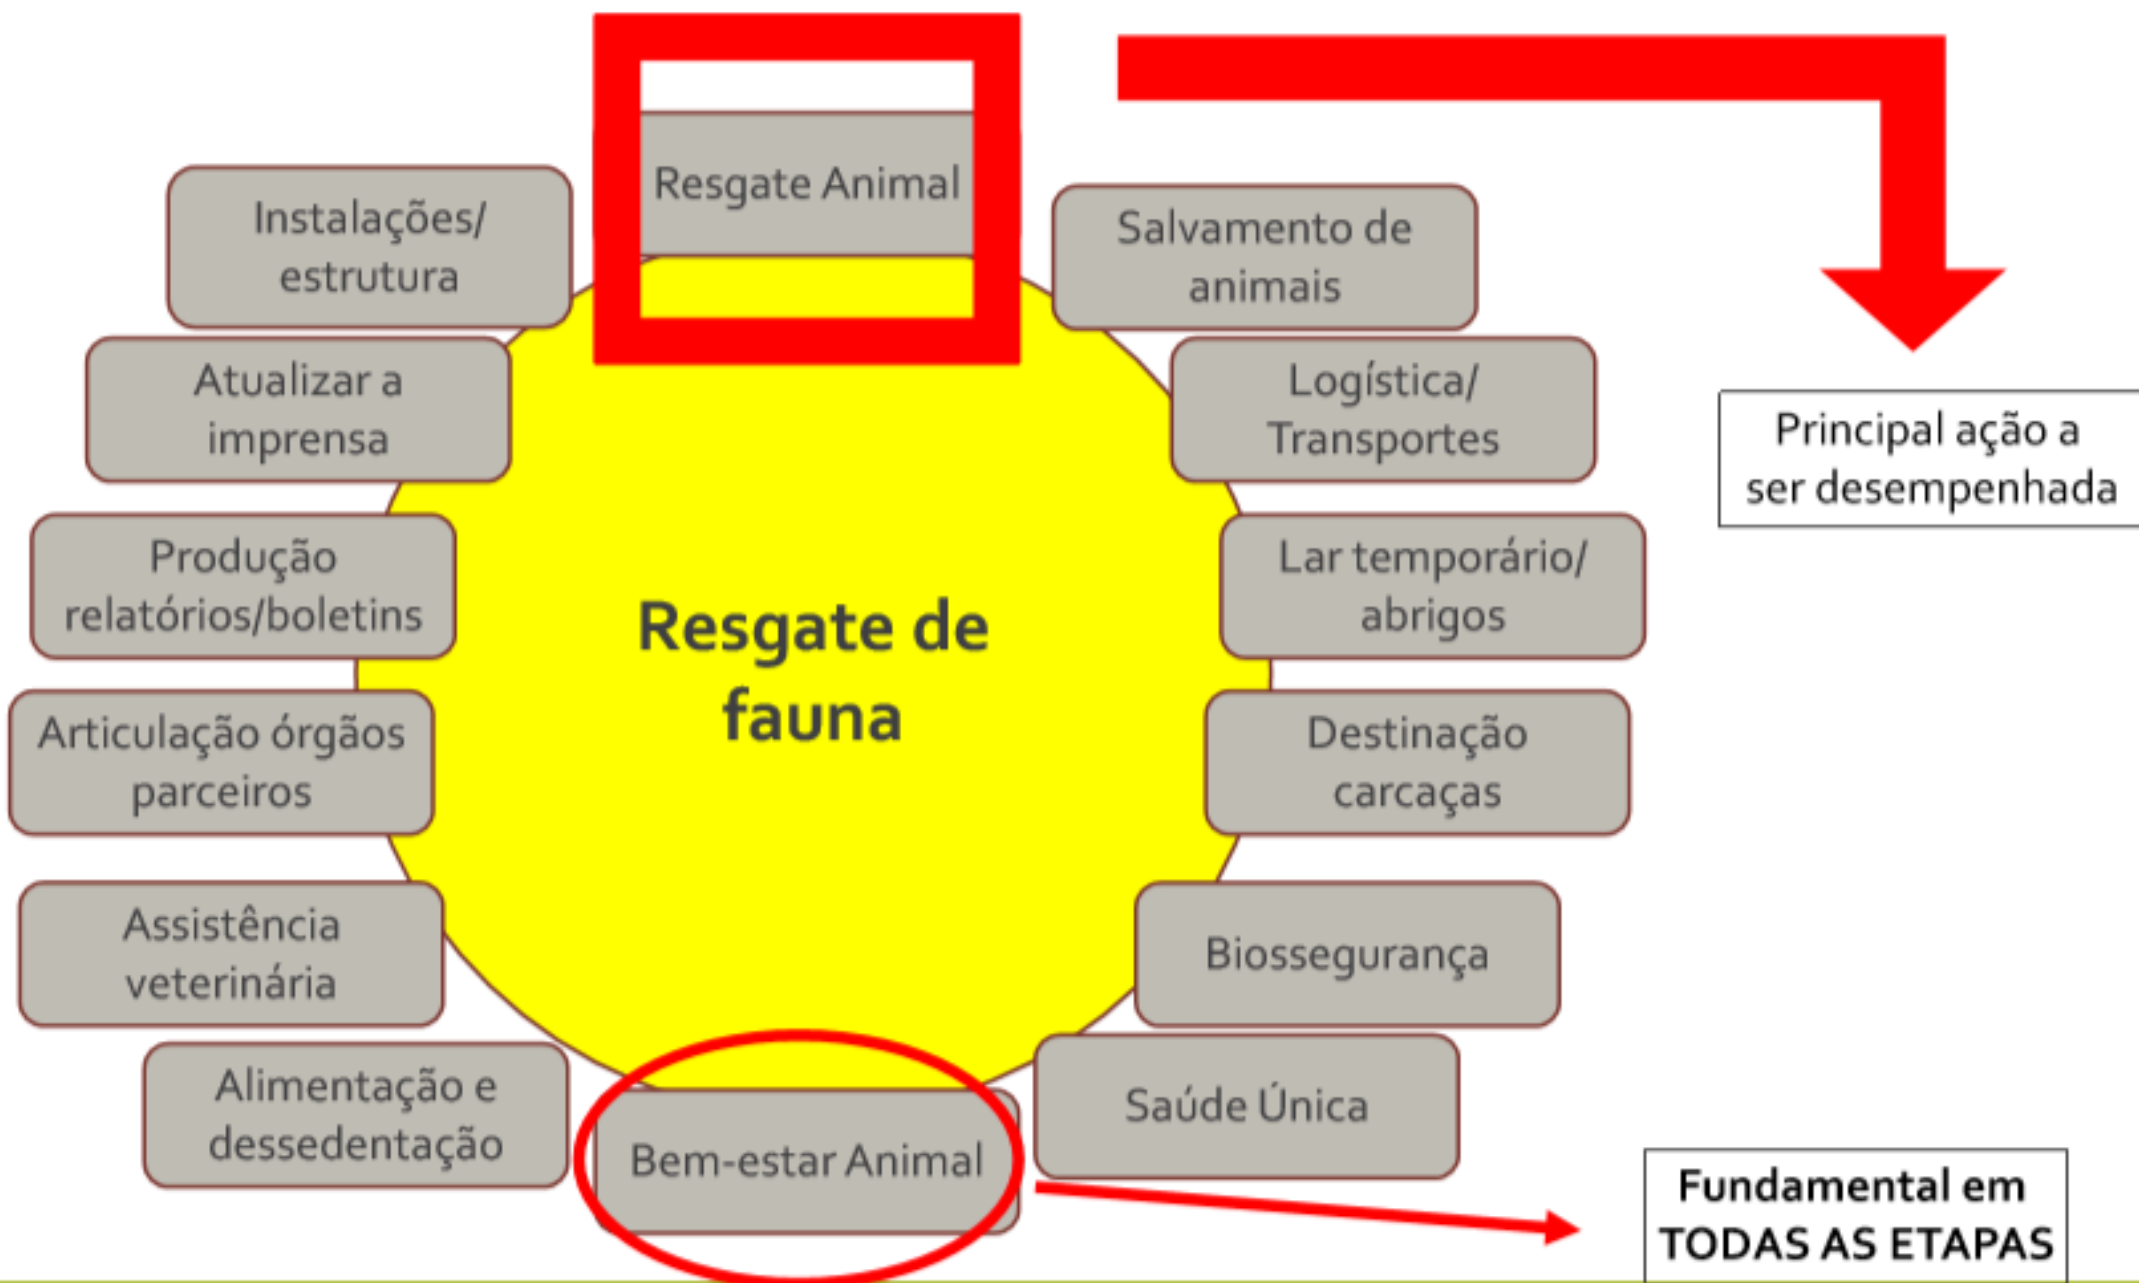 Resgate Animal
Salvamento de
animais
Logística/
Transportes
Lar temporário/
abrigos
Destinação
carcaças
Biossegurança
Saúde Única
Bem-estar Animal
Alimentação e
dessedentação
Assistência
veterinária
Articulação órgãos
parceiros
Produção
relatórios/boletins
Atualizar a
imprensa
Instalações/
estrutura
Resgate de
fauna
Principal ação a
ser desempenhada
Fundamental em
TODAS AS ETAPAS